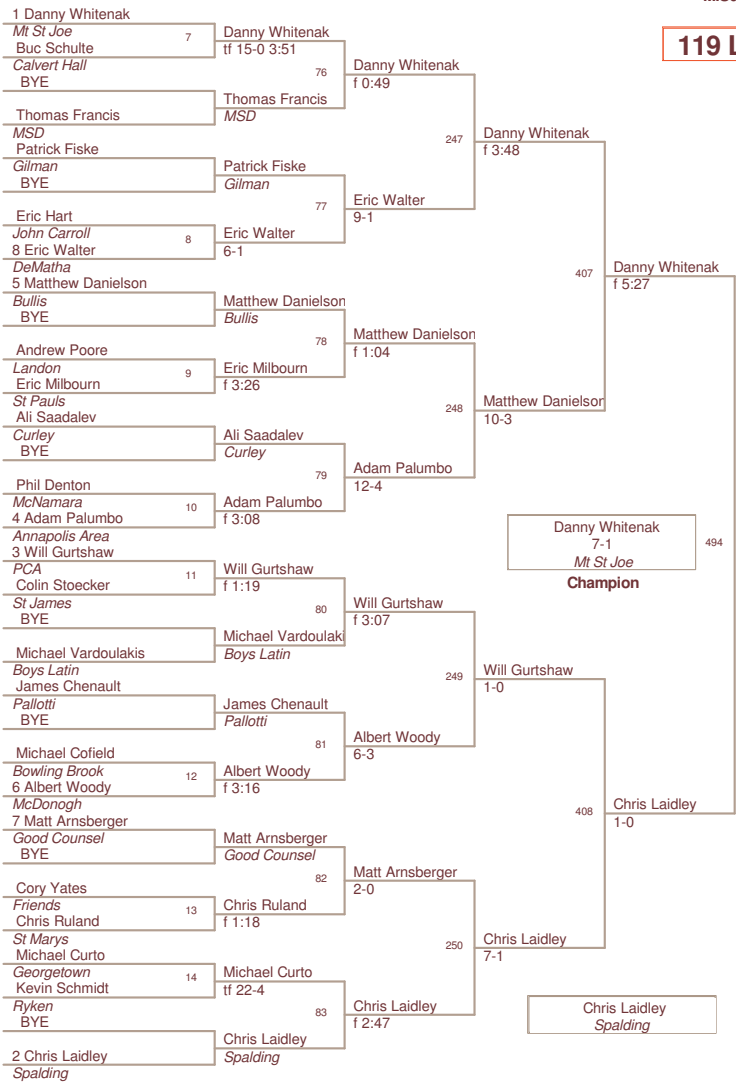 1 Danny Whitenak
Mt St Joe
7
Buc Schulte
Calvert Hall
BYE
Thomas Francis
MSD
Patrick Fiske
Gilman
BYE
Eric Hart
John Carroll
8
8 Eric Walter
DeMatha
5 Matthew Danielson
Bullis
BYE
Andrew Poore
Landon
9
Eric Milbourn
St Pauls
Ali Saadalev
Curley
BYE
Phil Denton
McNamara
10
4 Adam Palumbo
Annapolis Area
3 Will Gurtshaw
PCA
11
Colin Stoecker
St James
BYE
Michael Vardoulakis
Boys Latin
James Chenault
Pallotti
BYE
Michael Cofield
Bowling Brook
12
6 Albert Woody
McDonogh
7 Matt Arnsberger
Good Counsel
BYE
Cory Yates
Friends
13
Chris Ruland
St Marys
Michael Curto
Georgetown
14
Kevin Schmidt
Ryken
BYE
2 Chris Laidley
Spalding
Danny Whitenak
tf 15-0 3:51
76
Thomas Francis
MSD
Patrick Fiske
Gilman
77
Eric Walter
6-1
Matthew Danielson
Bullis
78
Eric Milbourn
f 3:26
Ali Saadalev
Curley
79
Adam Palumbo
f 3:08
Will Gurtshaw
f 1:19
80
Michael Vardoulaki
Boys Latin
James Chenault
Pallotti
81
Albert Woody
f 3:16
Matt Arnsberger
Good Counsel
82
Chris Ruland
f 1:18
Michael Curto
tf 22-4
83
Chris Laidley
Spalding
Danny Whitenak
f 0:49
247
Eric Walter
9-1
Matthew Danielson
f 1:04
248
Adam Palumbo
12-4
Will Gurtshaw
f 3:07
249
Albert Woody
6-3
Matt Arnsberger
2-0
250
Chris Laidley
f 2:47
Danny Whitenak
f 3:48
407
Matthew Danielson
10-3
Will Gurtshaw
1-0
408
Chris Laidley
7-1
119 L
Danny Whitenak
f 5:27
Danny Whitenak
7-1
Mt St Joe
494
Champion
Chris Laidley
1-0
Chris Laidley
Spalding